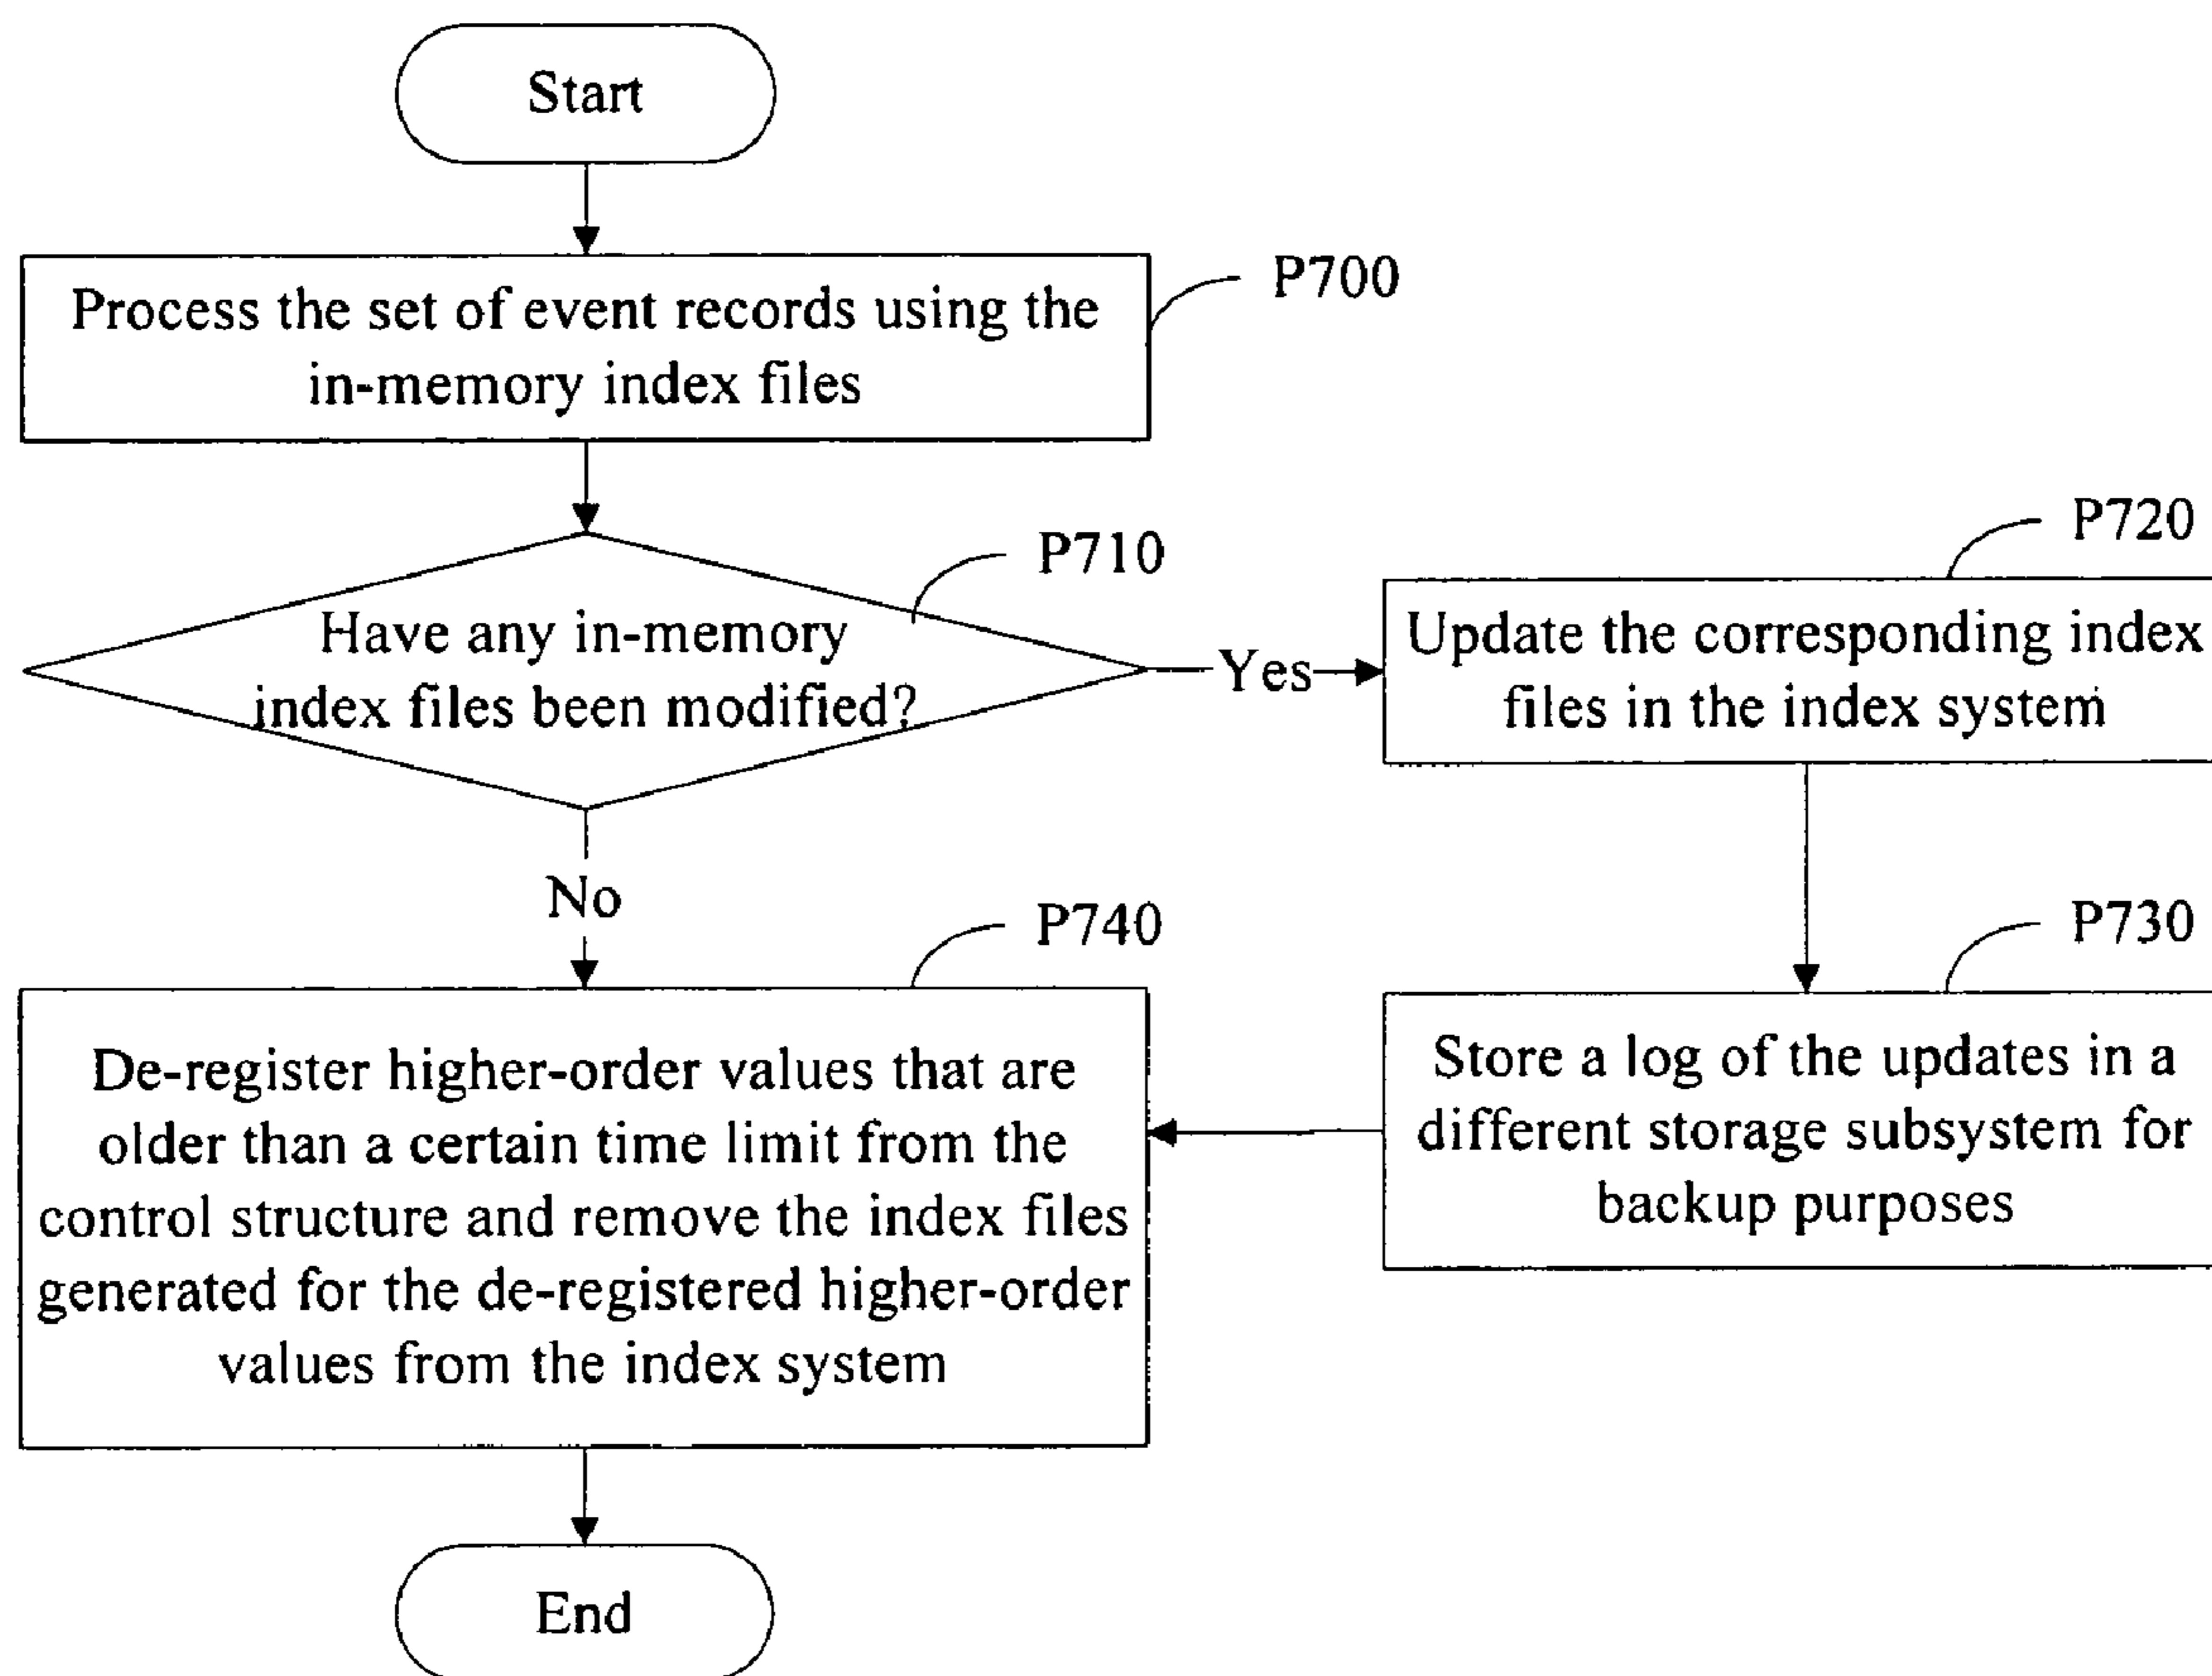 Start
P700
Process the set of event records using the
in-memory index files
P710
Have any in-memory
index files been modified?
Yes
P720
Update the corresponding index
files in the index system
No
P740
P730
De-register higher-order values that are
older than a certain time limit from the
control structure and remove the index files
generated for the de-registered higher-order
values from the index system
Store a log of the updates in a
different storage subsystem for
backup purposes
End